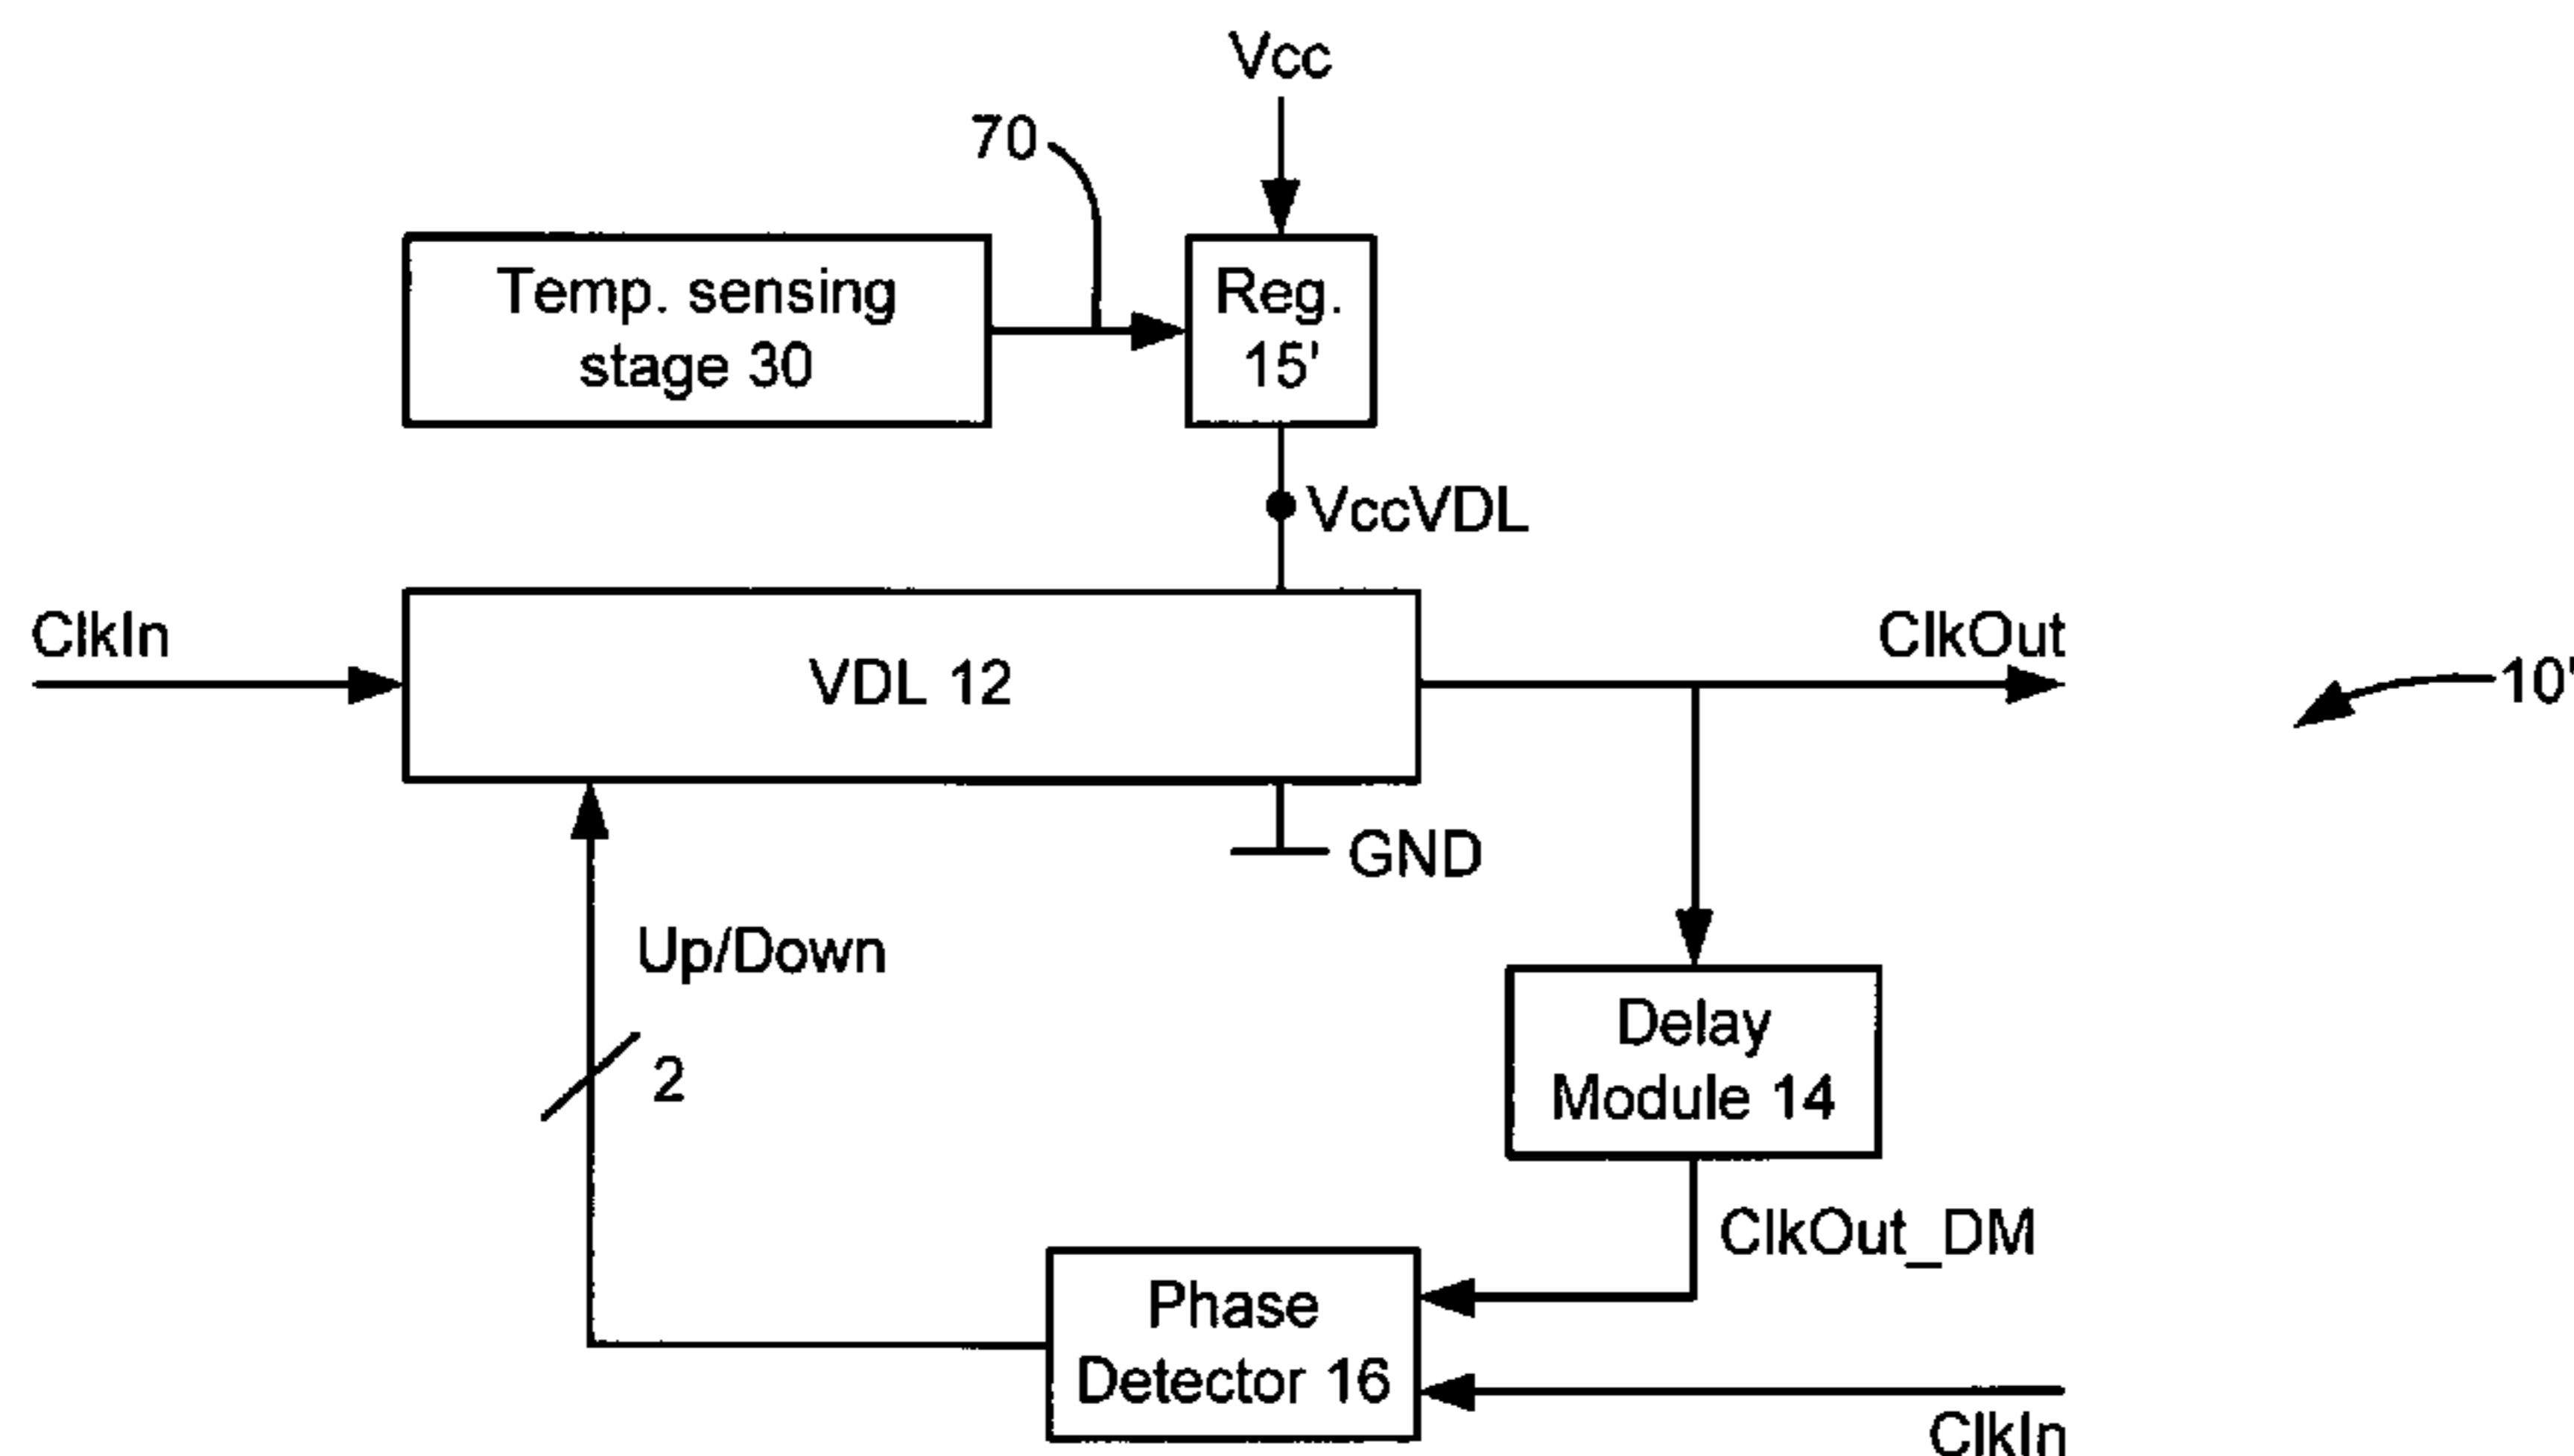 Vcc
70
Temp. sensing
stage 30
Reg.
15'
VccVDL
ClkIn
VDL 12
ClkOut
10'
GND
Up/Down
2
Delay
Module 14
ClkOut_DM
Phase
Detector 16
ClkIn